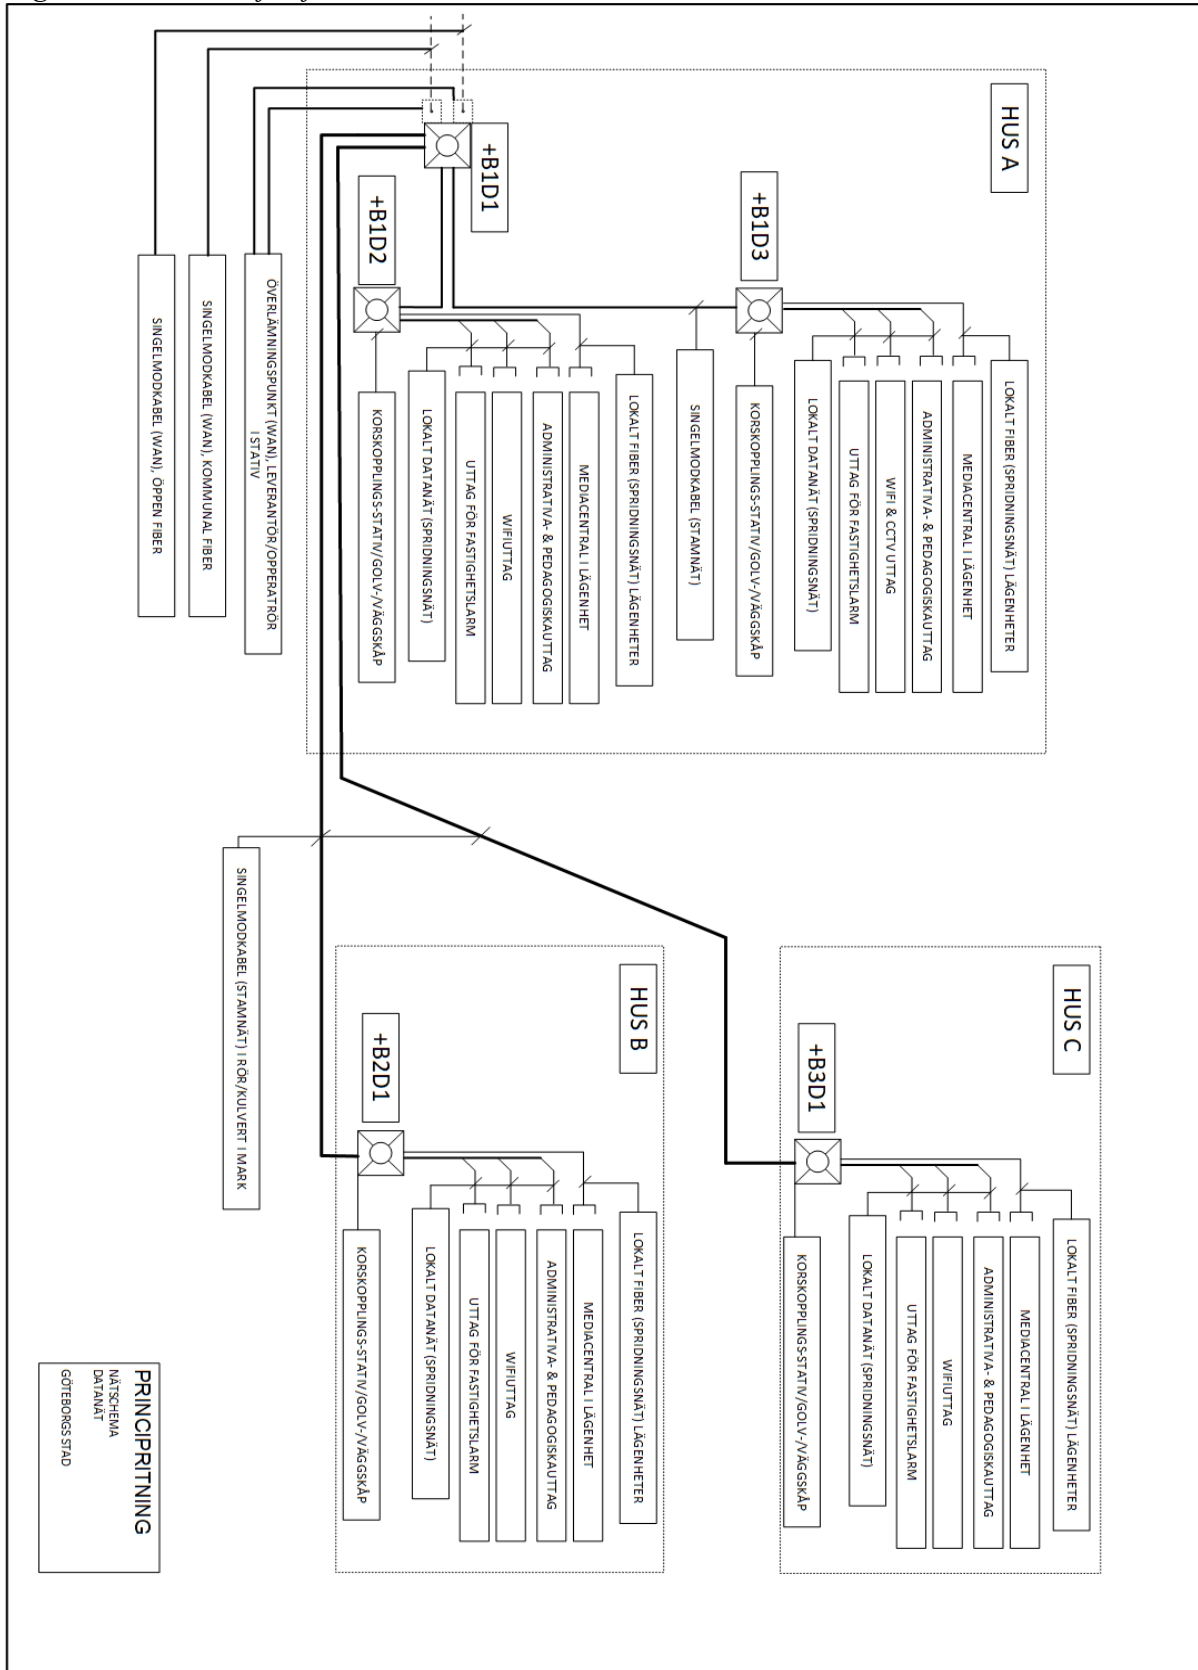 HUS A
+B1D3
LOKALT FIBER (SPRIDNINGSNÄT) LÄGENHETER
MEDIACENTRAL I LÄGENHET
ADMINISTRATIVA- & PEDAGOGISKAUTTAG
WIFI & CCTV UTTAG
UTTAG FÖR FASTIGHETSLARM
LOKALT DATANÄT (SPRIDNINGSNÄT)
KORSKOPPLINGS-STATIV/GOLV-/VÄGGSKÅP
SINGELMODKABEL (STAMNÄT)
+B1D1
+B1D2
LOKALT FIBER (SPRIDNINGSNÄT) LÄGENHETER
MEDIACENTRAL I LÄGENHET
ADMINISTRATIVA- & PEDAGOGISKAUTTAG
WIFIUTTAG
UTTAG FÖR FASTIGHETSLARM
LOKALT DATANÄT (SPRIDNINGSNÄT)
KORSKOPPLINGS-STATIV/GOLV-/VÄGGSKÅP
ÖVERLÄMNINGSPUNKT (WAN), LEVERANTÖR/OPPERATRÖR
I STATIV
SINGELMODKABEL (WAN), KOMMUNAL FIBER
SINGELMODKABEL (WAN), ÖPPEN FIBER
SINGELMODKABEL (STAMNÄT) I RÖR/KULVERT I MARK
HUS C
+B3D1
LOKALT FIBER (SPRIDNINGSNÄT) LÄGENHETER
MEDIACENTRAL I LÄGENHET
ADMINISTRATIVA- & PEDAGOGISKAUTTAG
WIFIUTTAG
UTTAG FÖR FASTIGHETSLARM
LOKALT DATANÄT (SPRIDNINGSNÄT)
KORSKOPPLINGS-STATIV/GOLV-/VÄGGSKÅP
HUS B
+B2D1
LOKALT FIBER (SPRIDNINGSNÄT) LÄGENHETER
MEDIACENTRAL I LÄGENHET
ADMINISTRATIVA- & PEDAGOGISKAUTTAG
WIFIUTTAG
UTTAG FÖR FASTIGHETSLARM
LOKALT DATANÄT (SPRIDNINGSNÄT)
KORSKOPPLINGS-STATIV/GOLV-/VÄGGSKÅP
PRINCIPRITNING
NÄTSCHEMA
DATANÄT
GÖTEBORGS STAD